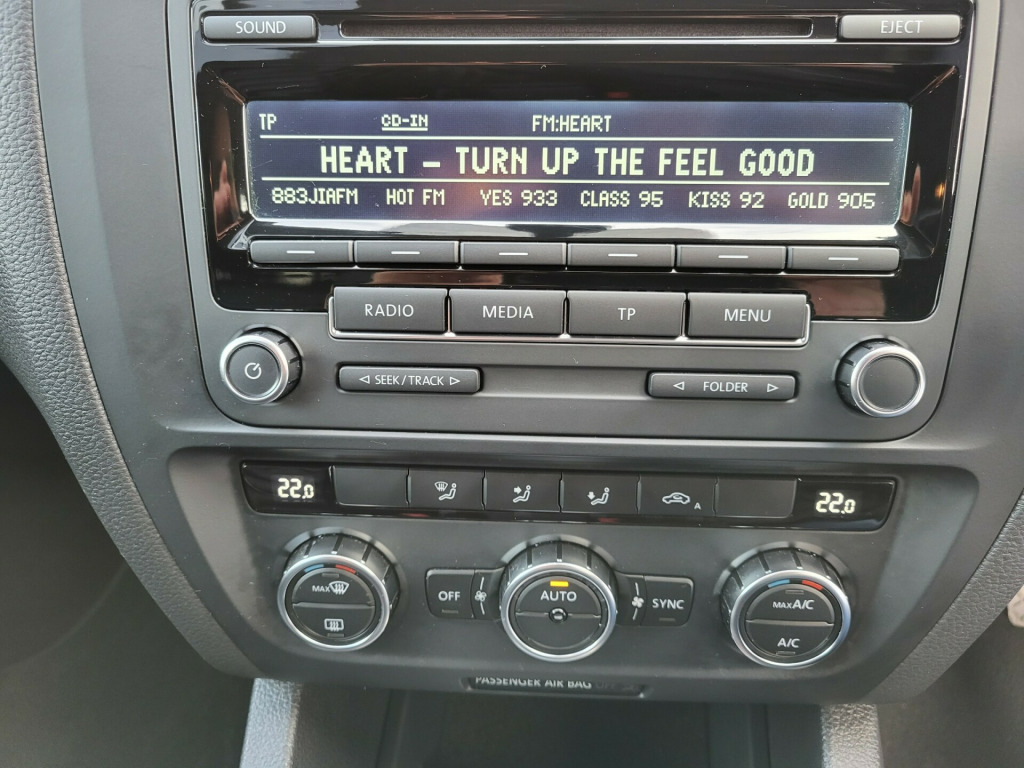 SOUND EJECT
TP CD-IN FM:HEART
HEART - TURN UP THE FEEL GOOD
883JIAFM HOT FM YES 933 CLASS 95 KISS 92 GOLD 905
RADIO MEDIA TP MENU
SEEK/TRACK FOLDER
22.0 22.0
A
MAX AUTO MAX A/C
OFF SYNC
A/C
PASSENGER AIR BAG